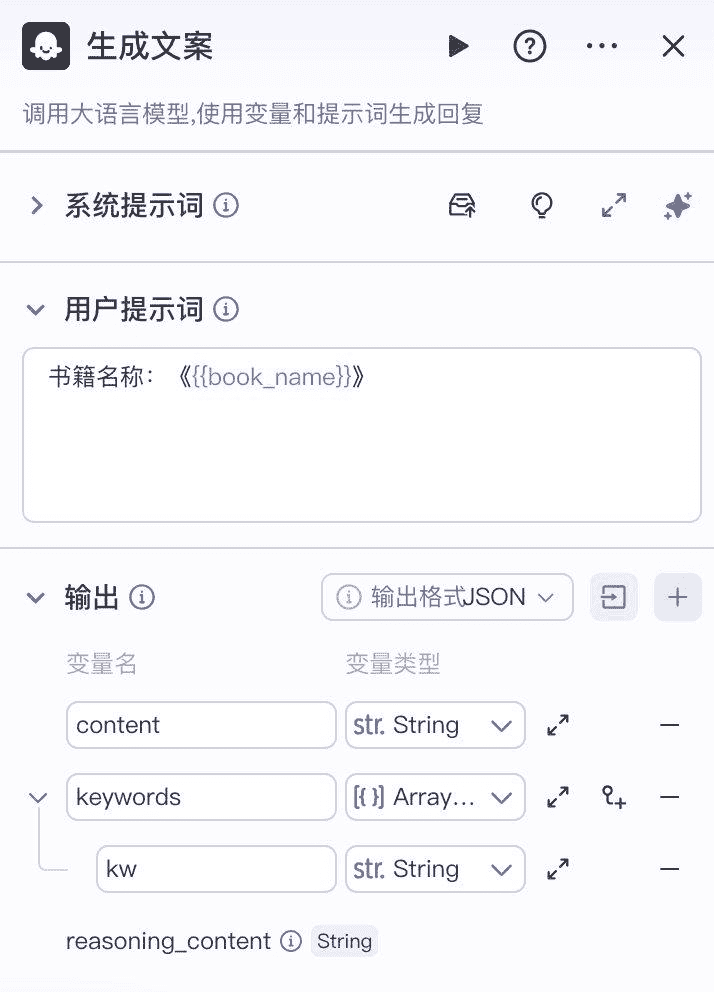 生成文案
调用大语言模型,使用变量和提示词生成回复
系统提示词
用户提示词
书籍名称：《{{book_name}}》
输出 输出格式JSON
变量名 变量类型
content str. String
keywords [{ }] Array...
kw str. String
reasoning_content String